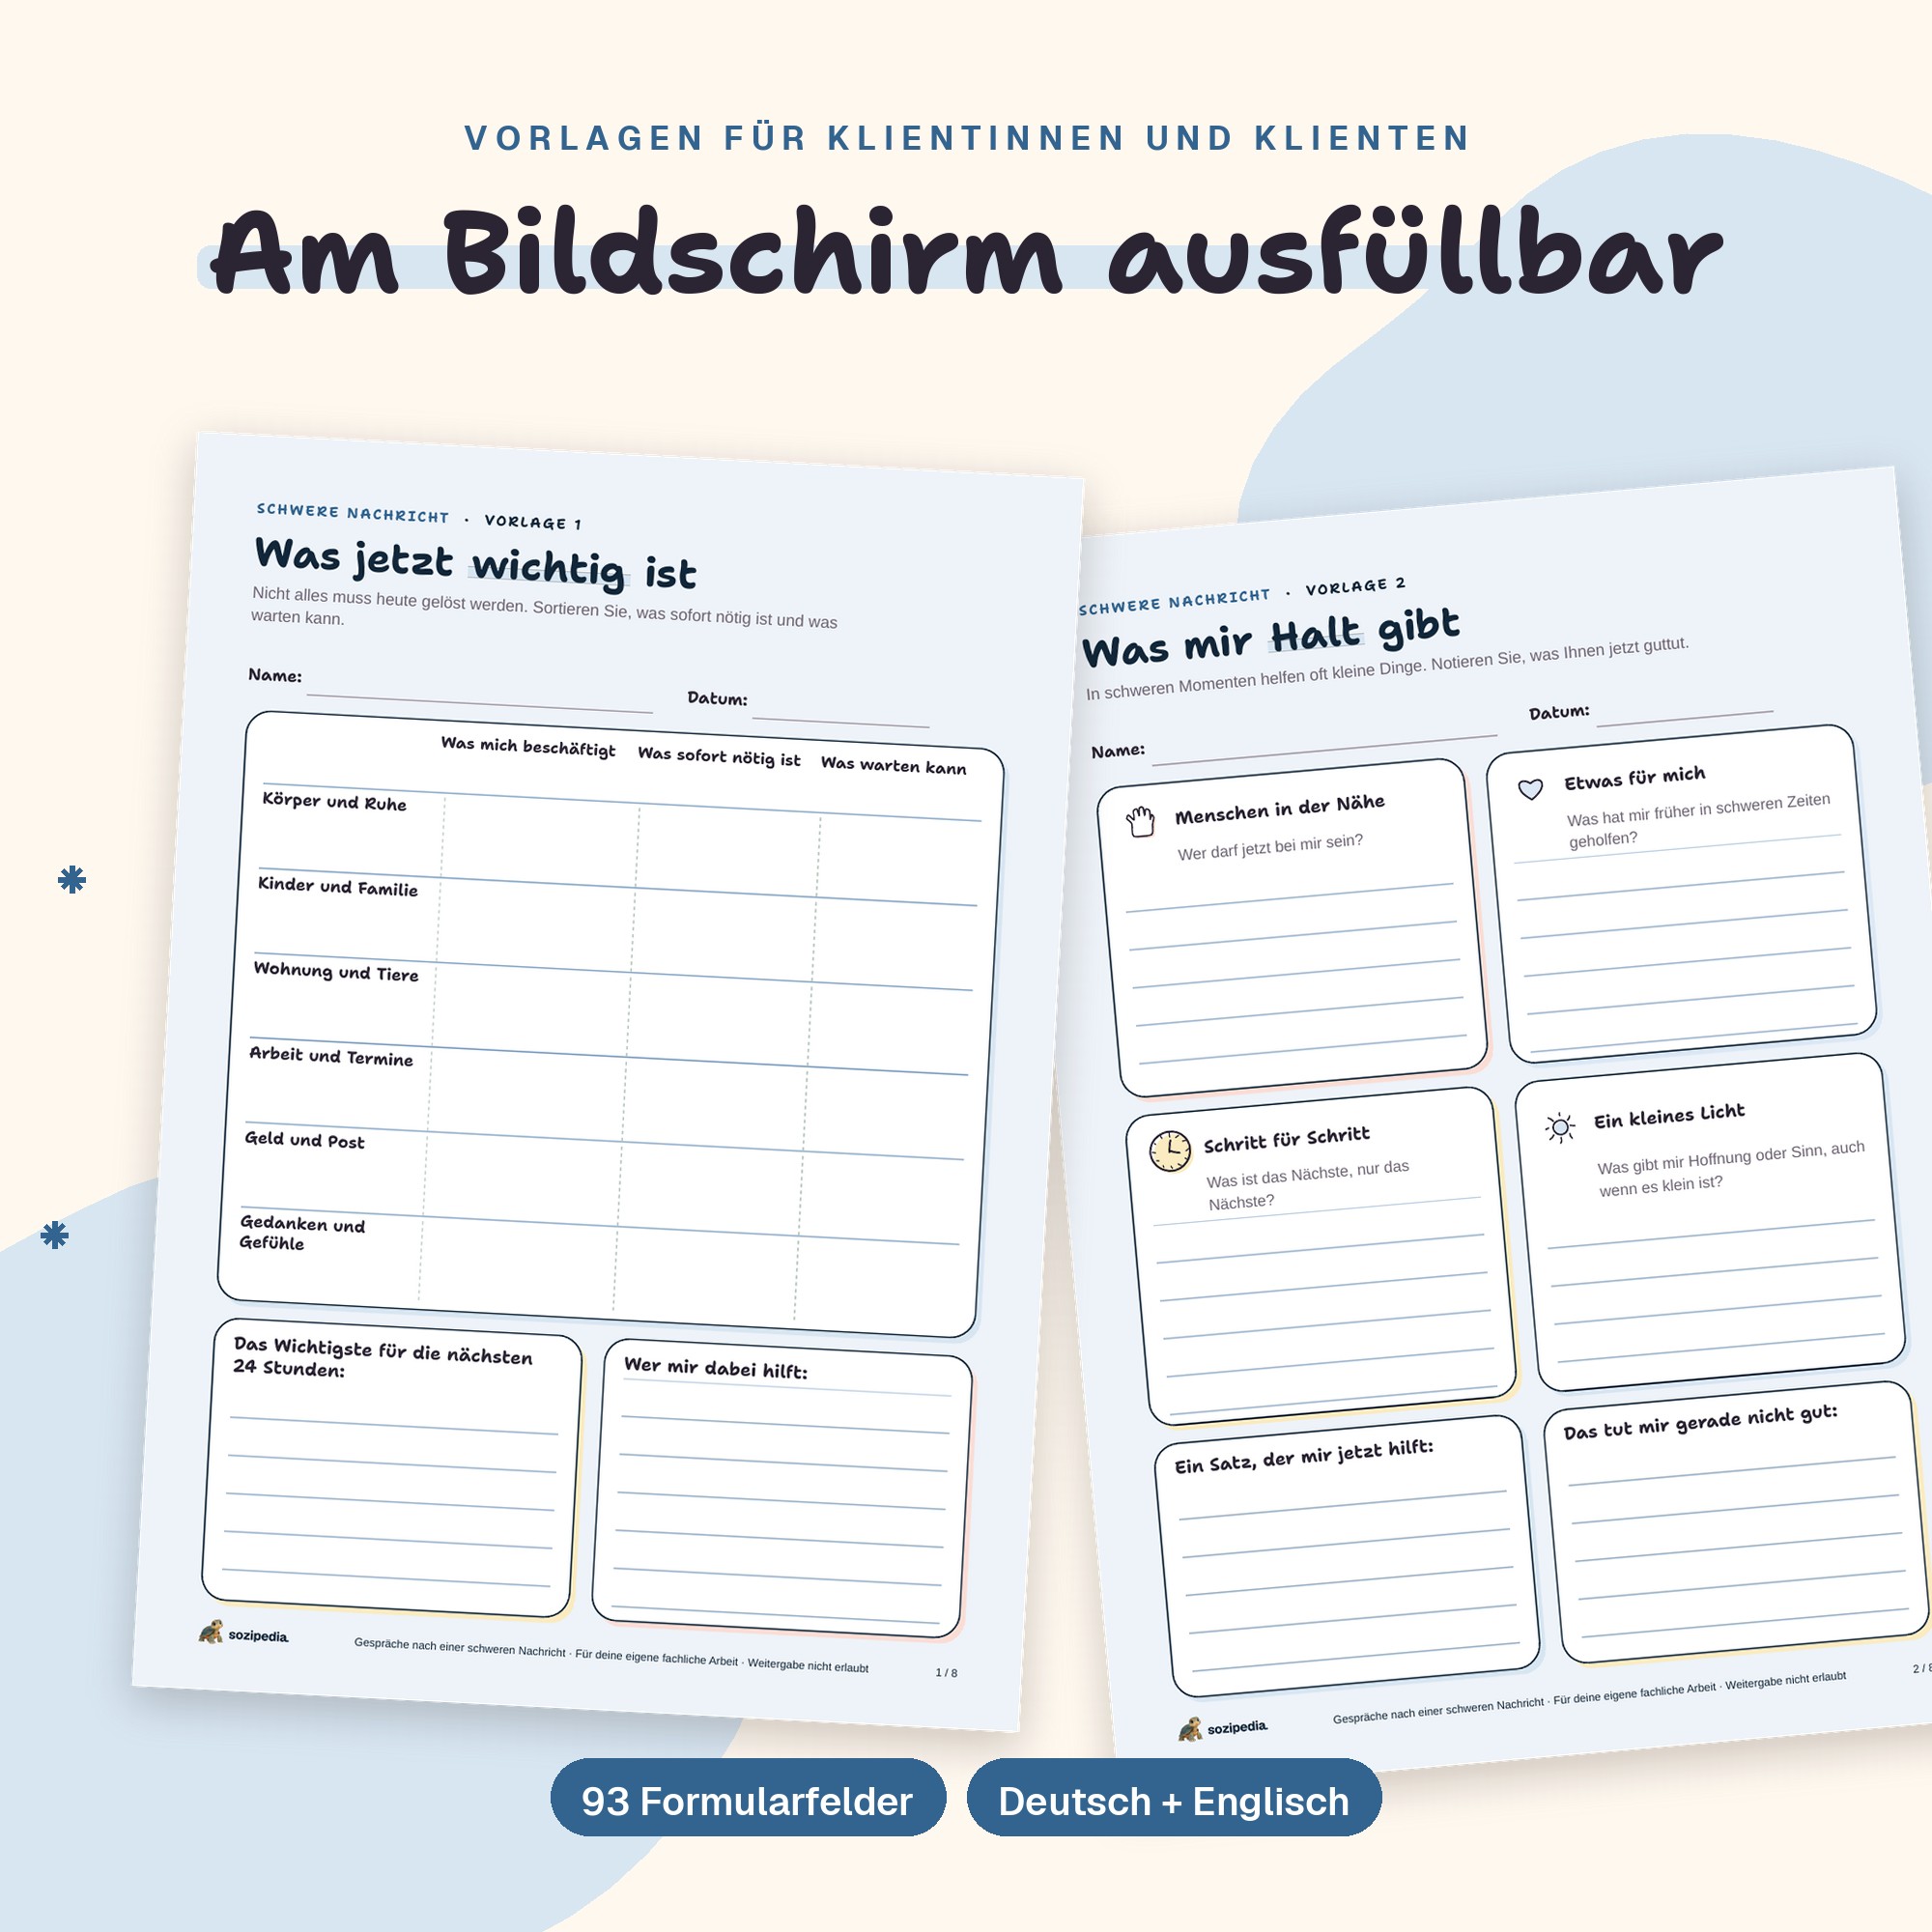 VORLAGEN FÜR KLIENTINNEN UND KLIENTEN
Am Bildschirm ausfüllbar
SCHWERE NACHRICHT · VORLAGE 1
Was jetzt wichtig ist
Nicht alles muss heute gelöst werden. Sortieren Sie, was sofort nötig ist und was
warten kann.
Name:
Datum:
Was mich beschäftigt
Was sofort nötig ist
Was warten kann
Körper und Ruhe
Kinder und Familie
Wohnung und Tiere
Arbeit und Termine
Geld und Post
Gedanken und
Gefühle
Das Wichtigste für die nächsten
24 Stunden:
Wer mir dabei hilft:
sozipedia.
Gespräche nach einer schweren Nachricht · Für deine eigene fachliche Arbeit · Weitergabe nicht erlaubt
1 / 8
SCHWERE NACHRICHT · VORLAGE 2
Was mir Halt gibt
In schweren Momenten helfen oft kleine Dinge. Notieren Sie, was Ihnen jetzt guttut.
Name:
Datum:
Menschen in der Nähe
Wer darf jetzt bei mir sein?
Etwas für mich
Was hat mir früher in schweren Zeiten
geholfen?
Schritt für Schritt
Was ist das Nächste, nur das
Nächste?
Ein kleines Licht
Was gibt mir Hoffnung oder Sinn, auch
wenn es klein ist?
Ein Satz, der mir jetzt hilft:
Das tut mir gerade nicht gut:
sozipedia.
Gespräche nach einer schweren Nachricht · Für deine eigene fachliche Arbeit · Weitergabe nicht erlaubt
2 / 8
93 Formularfelder
Deutsch + Englisch